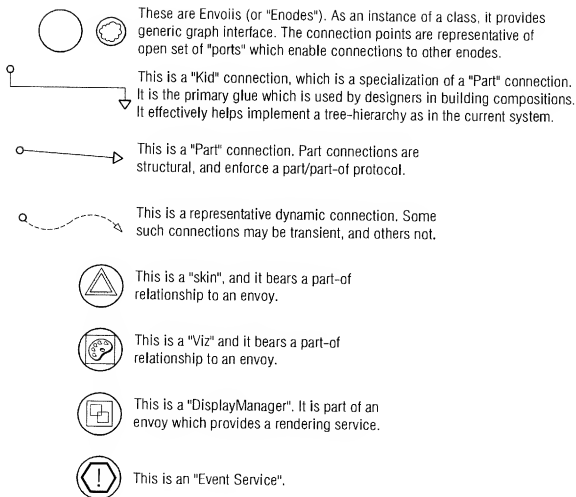 These are Envoiis (or "Enodes"). As an instance of a class, it provides
generic graph interface. The connection points are representative of
open set of "ports" which enable connections to other enodes.
This is a "Kid" connection, which is a specialization of a "Part" connection.
It is the primary glue which is used by designers in building compositions.
It effectively helps implement a tree-hierarchy as in the current system.
This is a "Part" connection. Part connections are
structural, and enforce a part/part-of protocol.
This is a representative dynamic connection. Some
such connections may be transient, and others not.
This is a "skin", and it bears a part-of
relationship to an envoy.
This is a "Viz" and it bears a part-of
relationship to an envoy.
This is a "DisplayManager". It is part of an
envoy which provides a rendering service.
!
This is an "Event Service".